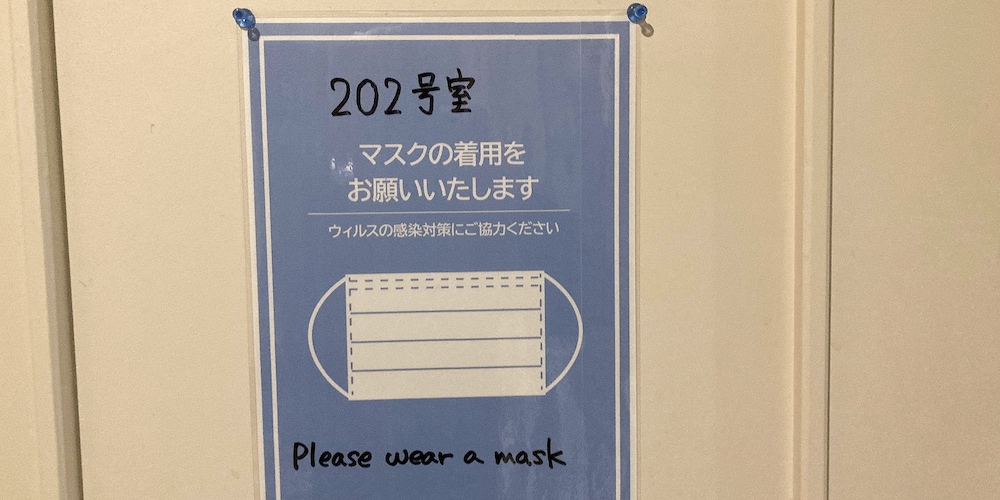 202号室
マスクの着用を
お願いいたします
ウィルスの感染対策にご協力ください
Please wear a mask